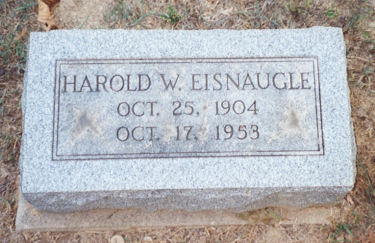 HAROLD W. EISNAUGLE
OCT. 25, 1904
OCT. 17, 1953